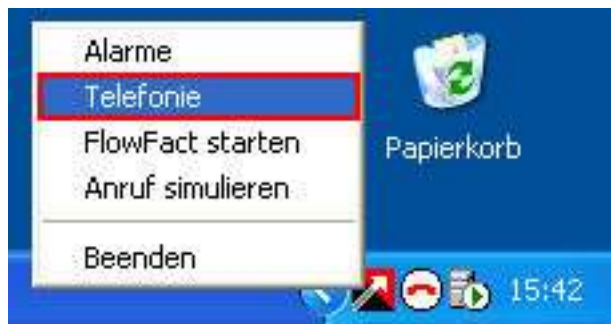 Alarme
Telefonie
FlowFact starten
Anruf simulieren
Beenden
Papierkorb
15:42